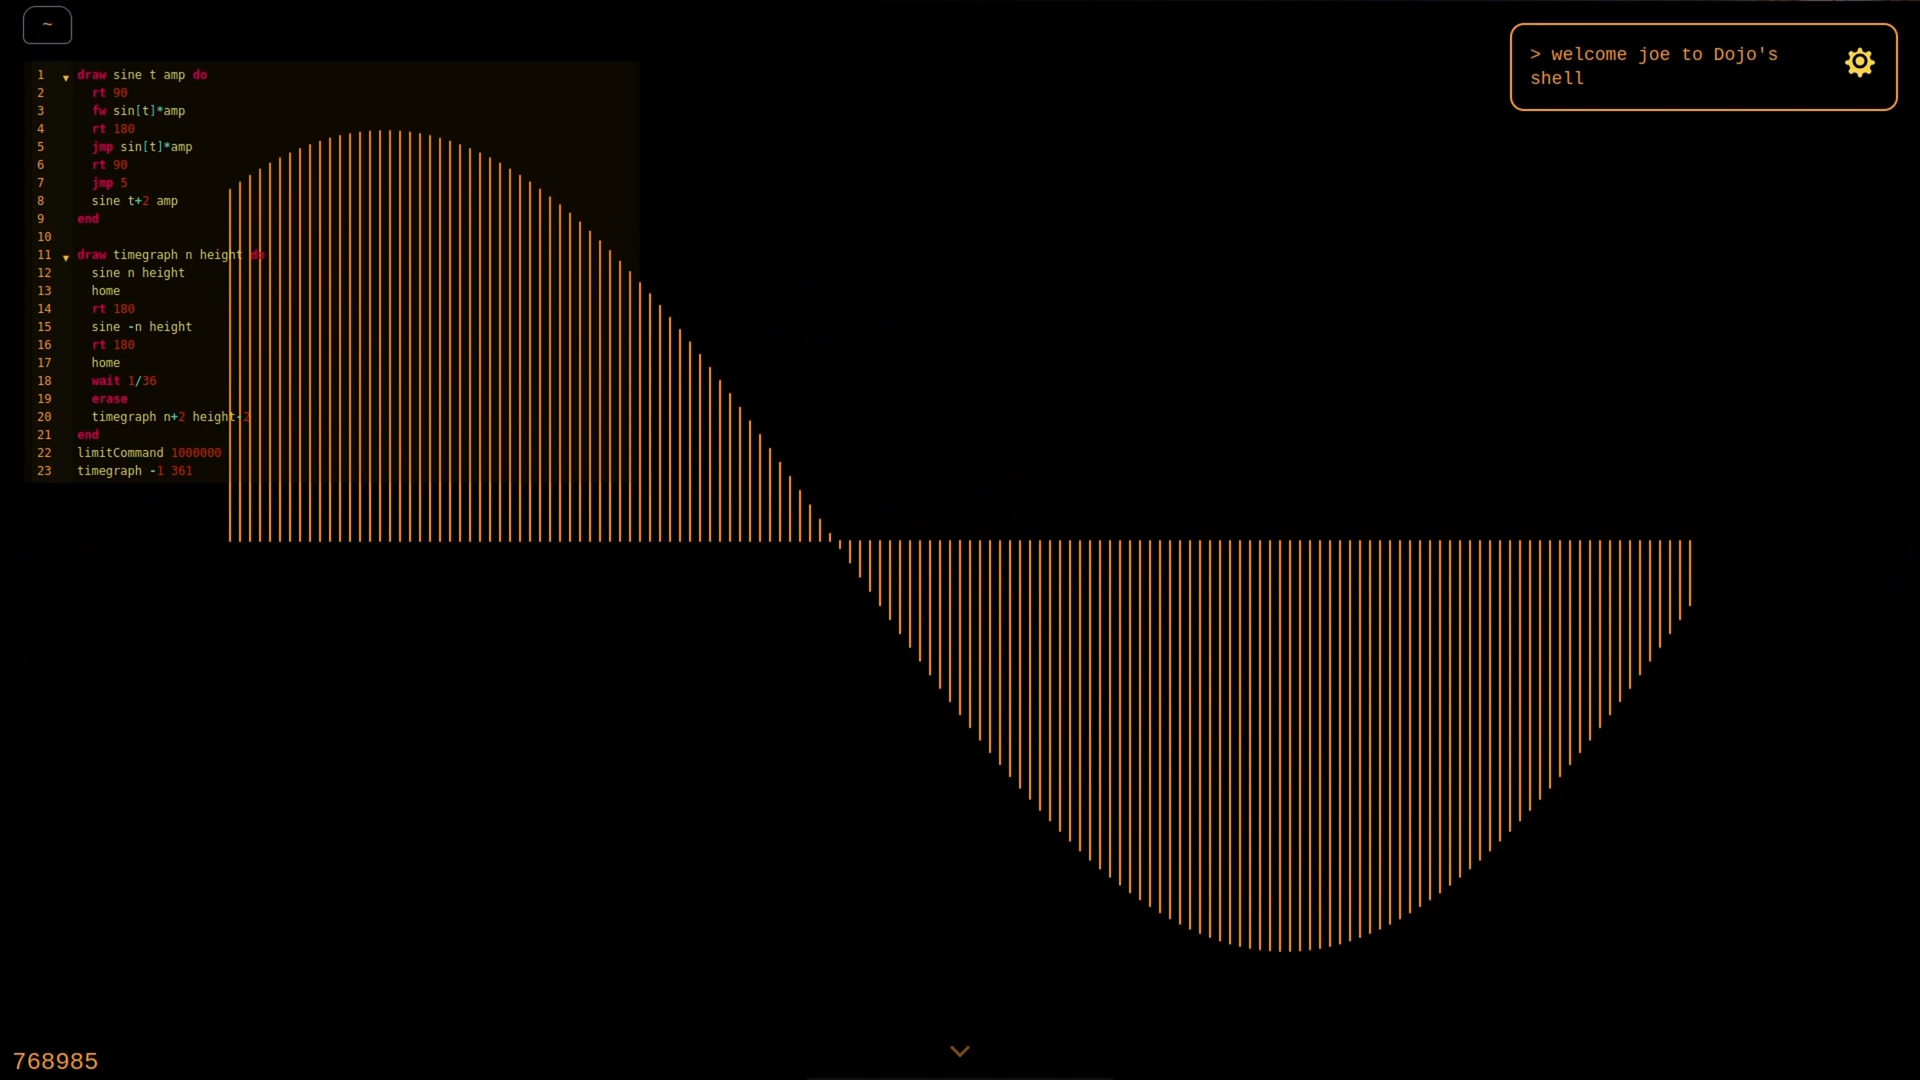 ~
> welcome joe to Dojo's
shell
1 draw sine t amp do
2 rt 90
3 fw sin[t]*amp
4 rt 180
5 jmp sin[t]*amp
6 rt 90
7 jmp 5
8 sine t+2 amp
9 end
10
11 draw timegraph n height do
12 sine n height
13 home
14 rt 180
15 sine -n height
16 rt 180
17 home
18 wait 1/36
19 erase
20 timegraph n+2 height-2
21 end
22 limitCommand 1000000
23 timegraph -1 361
768985